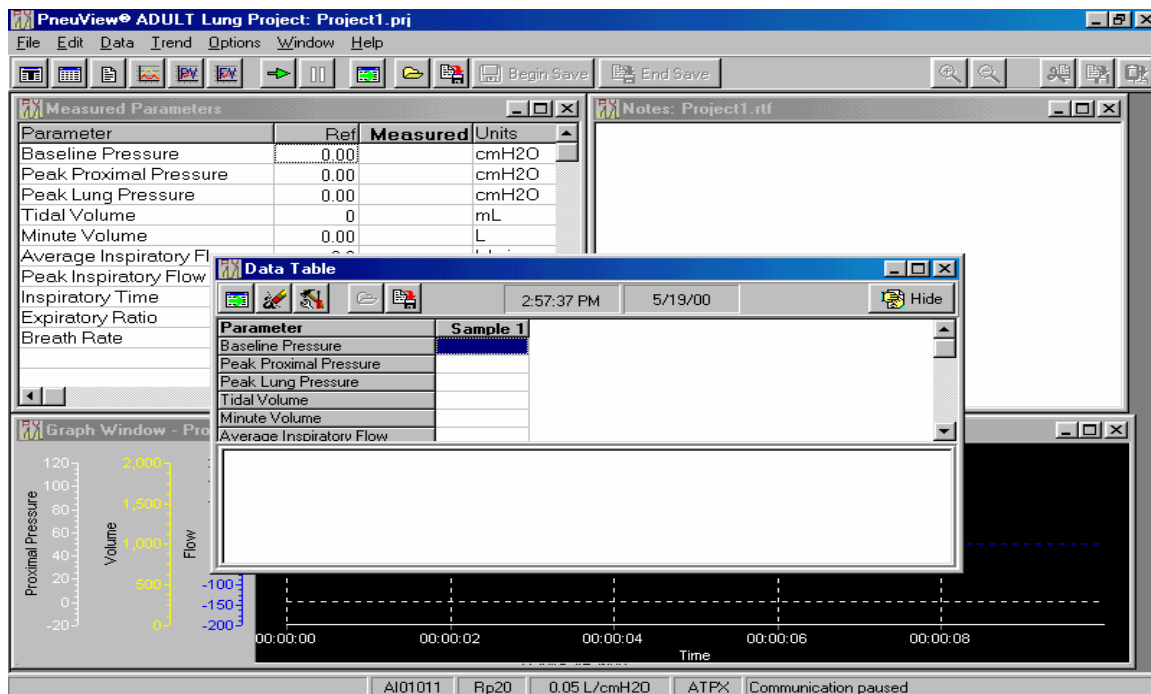 PneuView® ADULT Lung Project: Project1.prj
File Edit Data Trend Options Window Help
Begin Save End Save
Measured Parameters
Parameter Ref Measured Units
Baseline Pressure 0.00 cmH2O
Peak Proximal Pressure 0.00 cmH2O
Peak Lung Pressure 0.00 cmH2O
Tidal Volume 0 mL
Minute Volume 0.00 L
Average Inspiratory Fl
Peak Inspiratory Flow
Inspiratory Time
Expiratory Ratio
Breath Rate
Notes: Project1.rtf
Data Table
2:57:37 PM 5/19/00 Hide
Parameter Sample 1
Baseline Pressure
Peak Proximal Pressure
Peak Lung Pressure
Tidal Volume
Minute Volume
Average Inspiratory Flow
Graph Window - Pro
Proximal Pressure
120
100
80
60
40
20
0
-20
Volume
2,000
1,500
1,000
500
0
Flow
-100
-150
-200
00:00:00 00:00:02 00:00:04 00:00:06 00:00:08
Time
AI01011 Rp20 0.05 L/cmH2O ATPX Communication paused